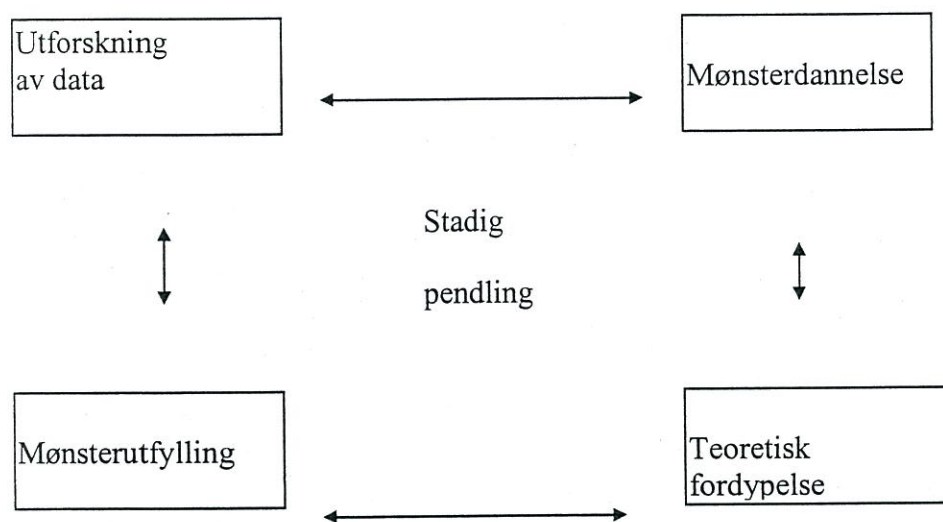 Utforskning
av data
Mønsterdannelse
Stadig
pendling
Mønsterutfylling
Teoretisk
fordypelse